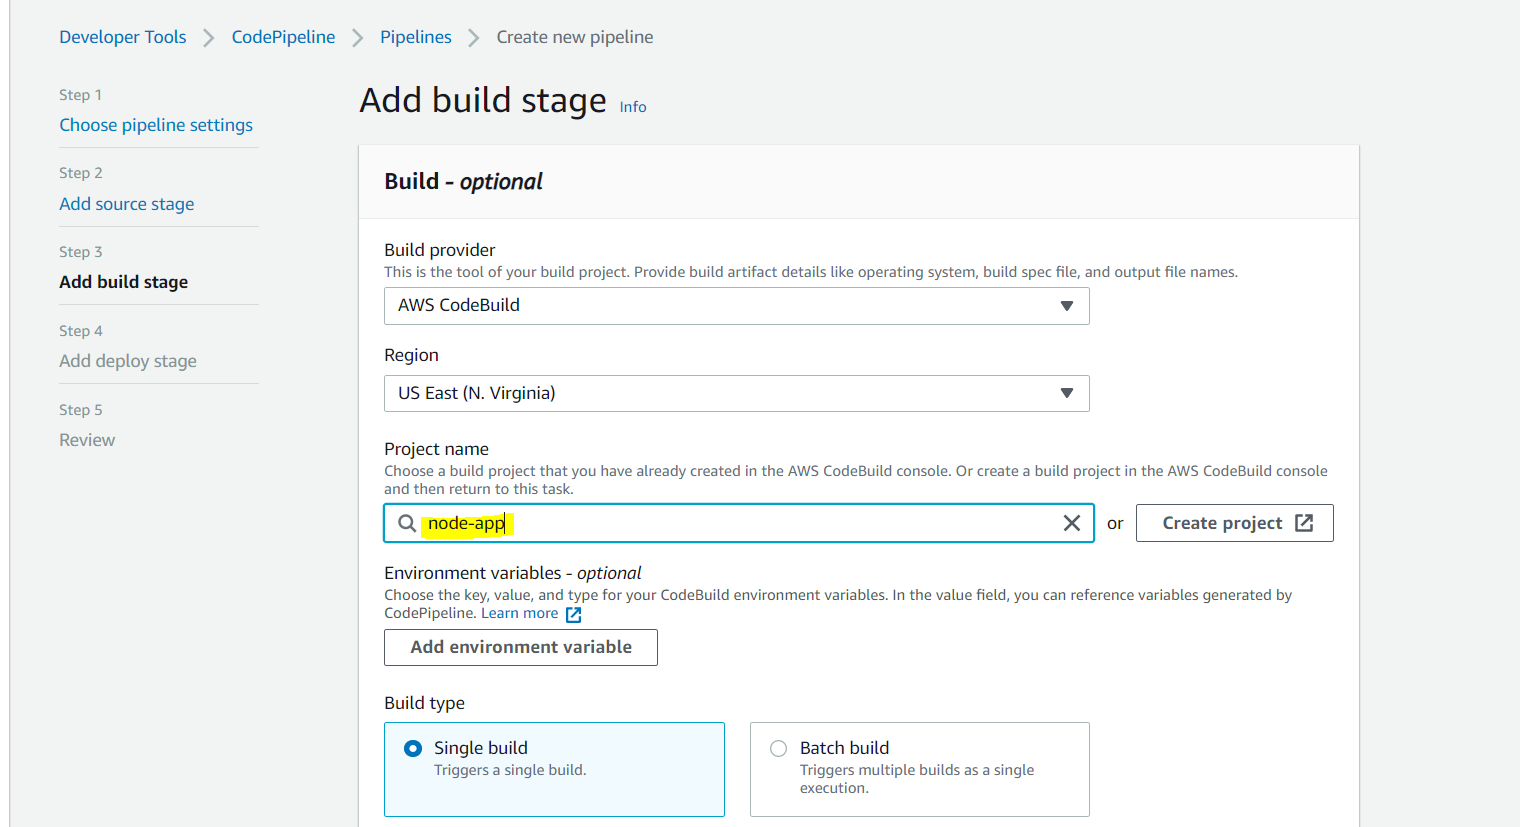 Developer Tools > CodePipeline > Pipelines > Create new pipeline
Step 1
Choose pipeline settings
Step 2
Add source stage
Step 3
Add build stage
Step 4
Add deploy stage
Step 5
Review
Add build stage Info
Build - optional
Build provider
This is the tool of your build project. Provide build artifact details like operating system, build spec file, and output file names.
AWS CodeBuild
Region
US East (N. Virginia)
Project name
Choose a build project that you have already created in the AWS CodeBuild console. Or create a build project in the AWS CodeBuild console
and then return to this task.
node-app or Create project
Environment variables - optional
Choose the key, value, and type for your CodeBuild environment variables. In the value field, you can reference variables generated by
CodePipeline. Learn more
Add environment variable
Build type
Single build
Triggers a single build.
Batch build
Triggers multiple builds as a single
execution.